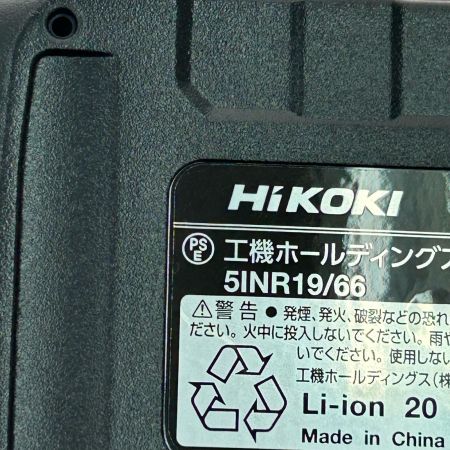 HiKOKI
PS
E
工機ホールディングス
5INR19/66
警告 ● 発煙、発火、破裂などの恐れ
ださい。火中に投入しないでください。雨や
いでください。使用しない
工機ホールディングス(株
Li-ion 20
Made in China